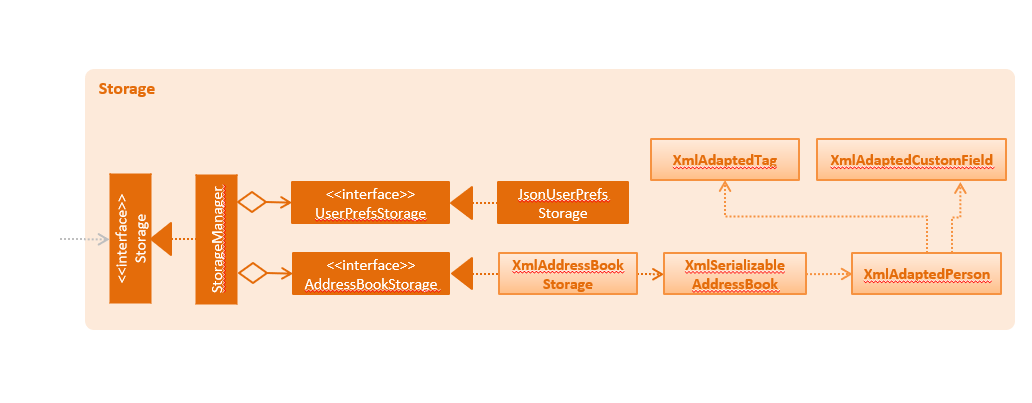 Storage
<<interface>>
Storage
StorageManager
<<interface>>
UserPrefsStorage
JsonUserPrefs
Storage
<<interface>>
AddressBookStorage
XmlAddressBook
Storage
XmlSerializable
AddressBook
XmlAdaptedPerson
XmlAdaptedTag
XmlAdaptedCustomField